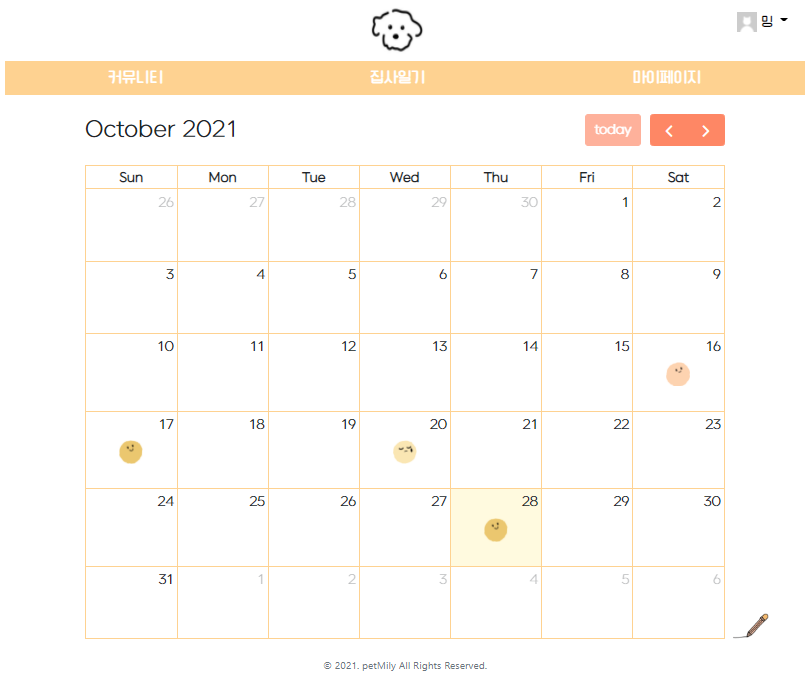 밍
커뮤니티 집사일기 마이페이지
October 2021 today
Sun Mon Tue Wed Thu Fri Sat
26 27 28 29 30 1 2
3 4 5 6 7 8 9
10 11 12 13 14 15 16
17 18 19 20 21 22 23
24 25 26 27 28 29 30
31 1 2 3 4 5 6
© 2021. petMily All Rights Reserved.